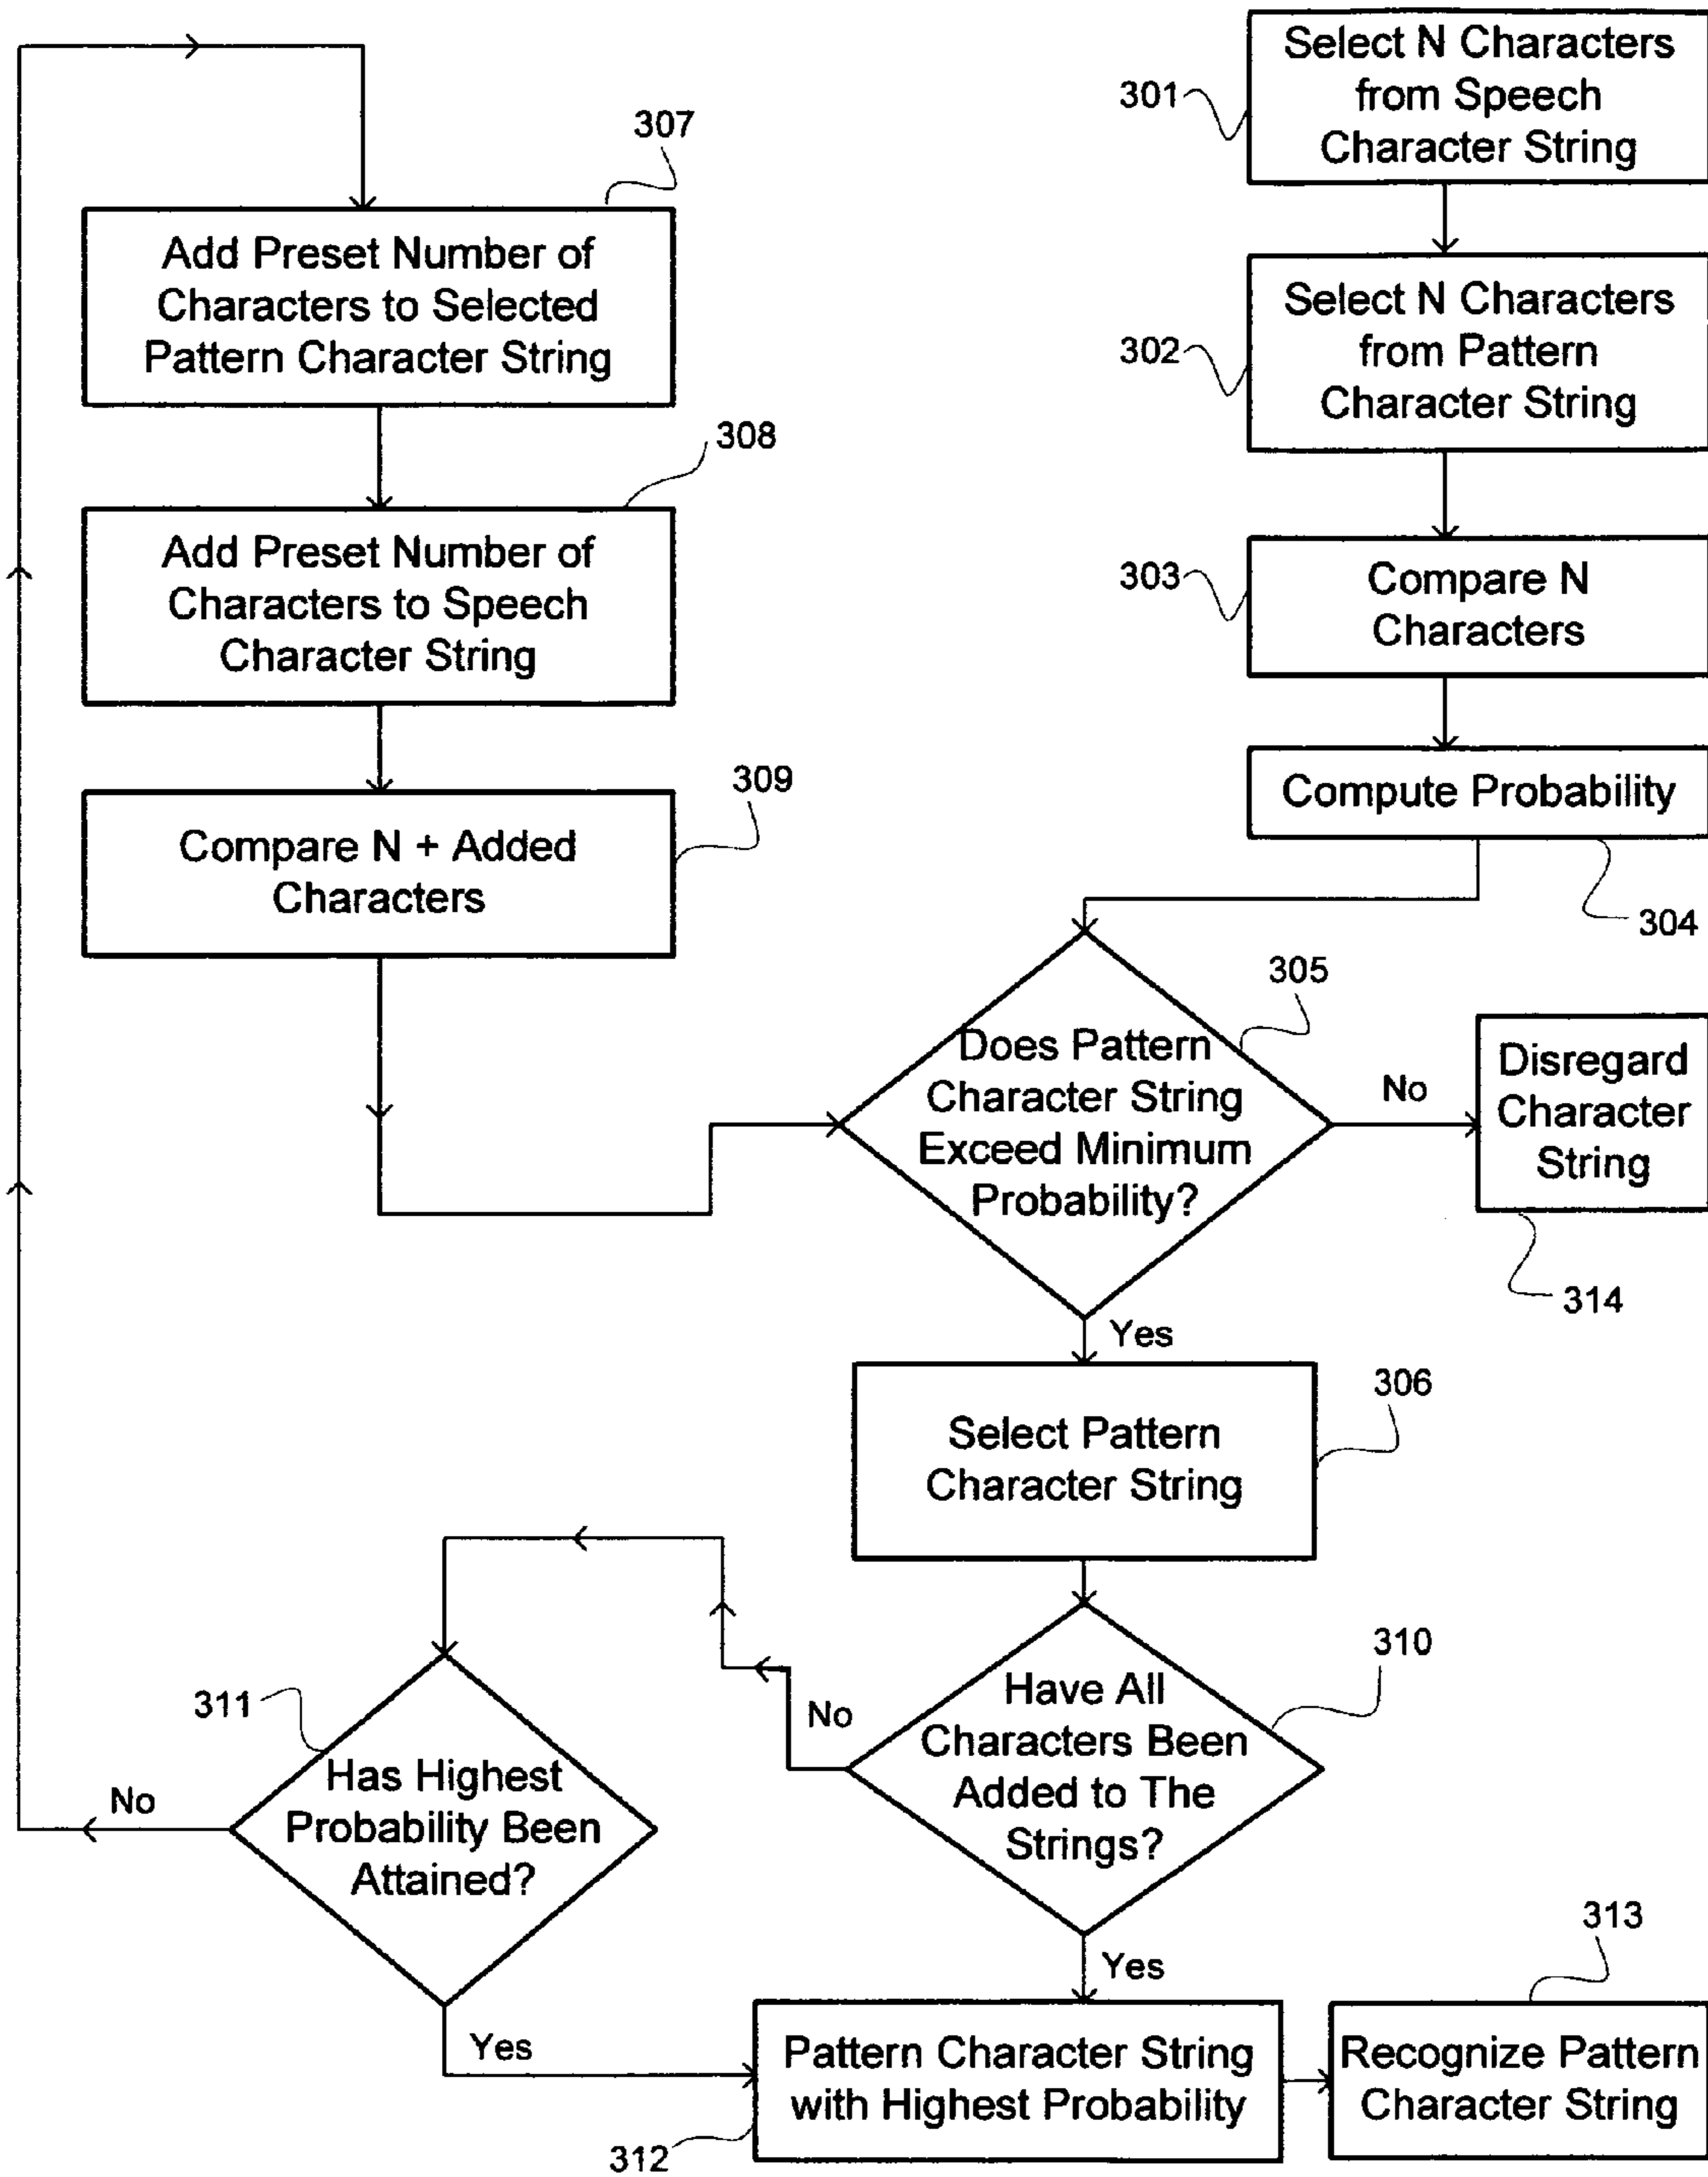 301
Select N Characters
from Speech
Character String
302
Select N Characters
from Pattern
Character String
303
Compare N
Characters
Compute Probability
304
307
Add Preset Number of
Characters to Selected
Pattern Character String
308
Add Preset Number of
Characters to Speech
Character String
309
Compare N + Added
Characters
305
Does Pattern
Character String
Exceed Minimum
Probability?
No
Disregard
Character
String
314
Yes
306
Select Pattern
Character String
310
Have All
Characters Been
Added to The
Strings?
No
311
Has Highest
Probability Been
Attained?
No
Yes
Yes
312
Pattern Character String
with Highest Probability
313
Recognize Pattern
Character String